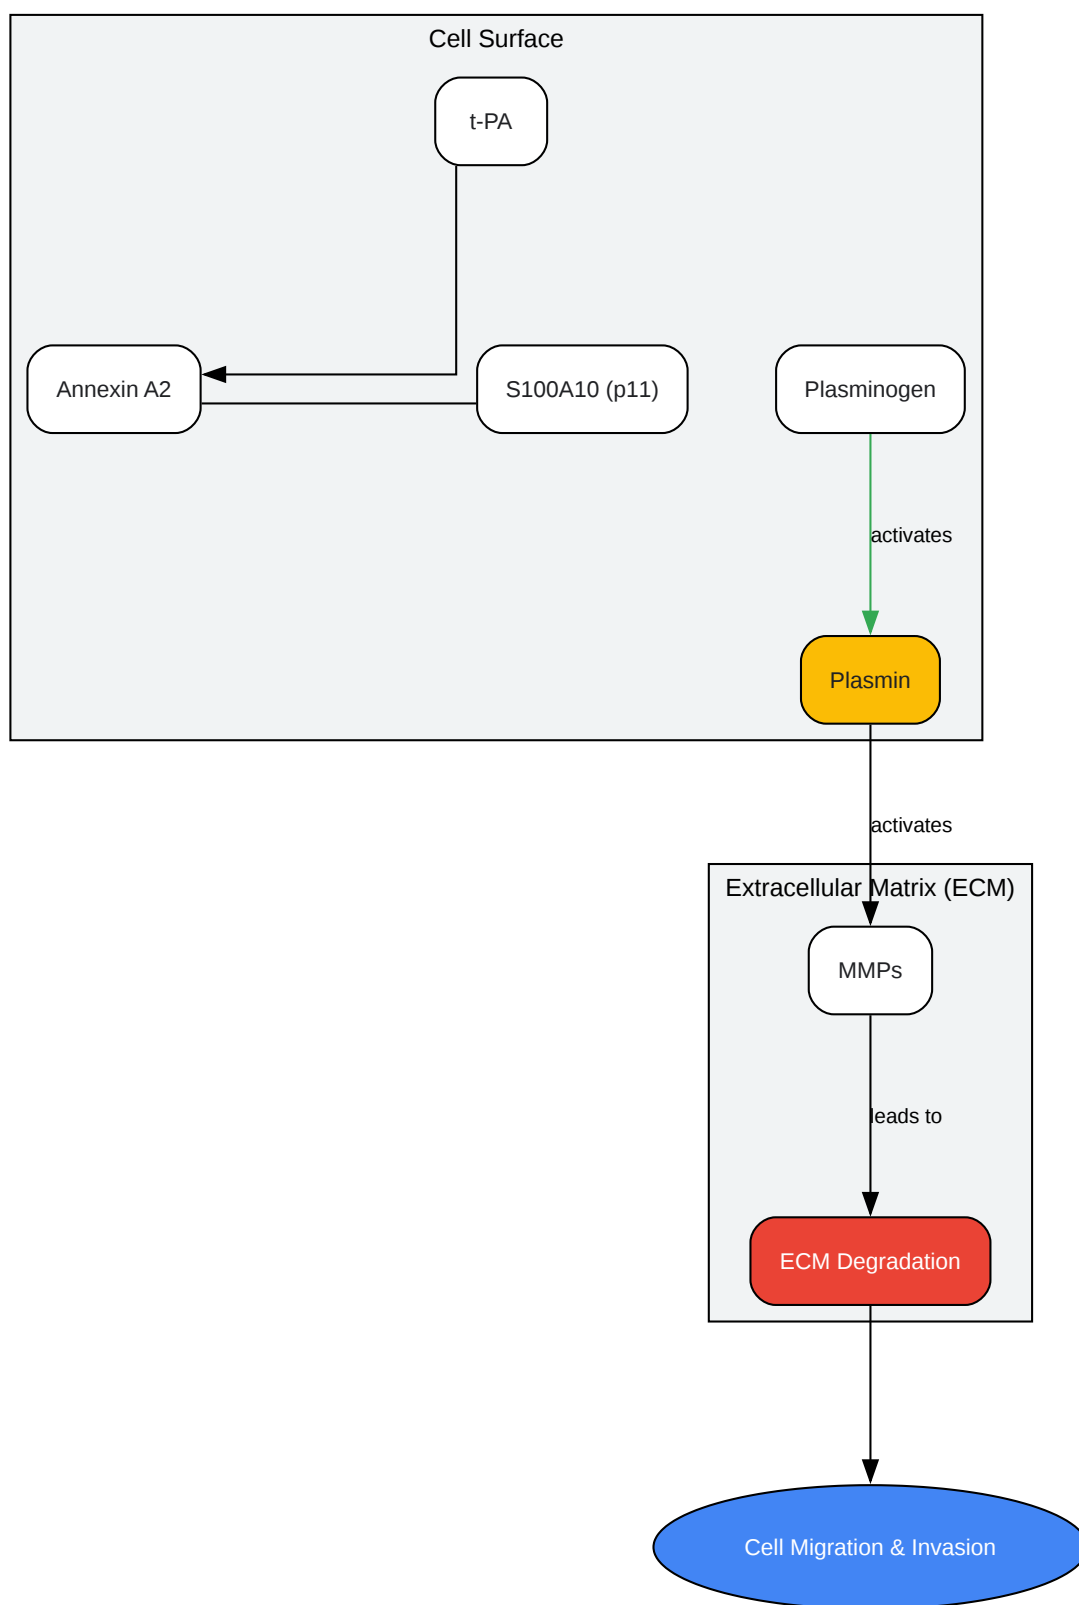 Cell Surface
t-PA
Annexin A2
S100A10 (p11)
Plasminogen
activates
Plasmin
activates
Extracellular Matrix (ECM)
MMPs
leads to
ECM Degradation
Cell Migration & Invasion